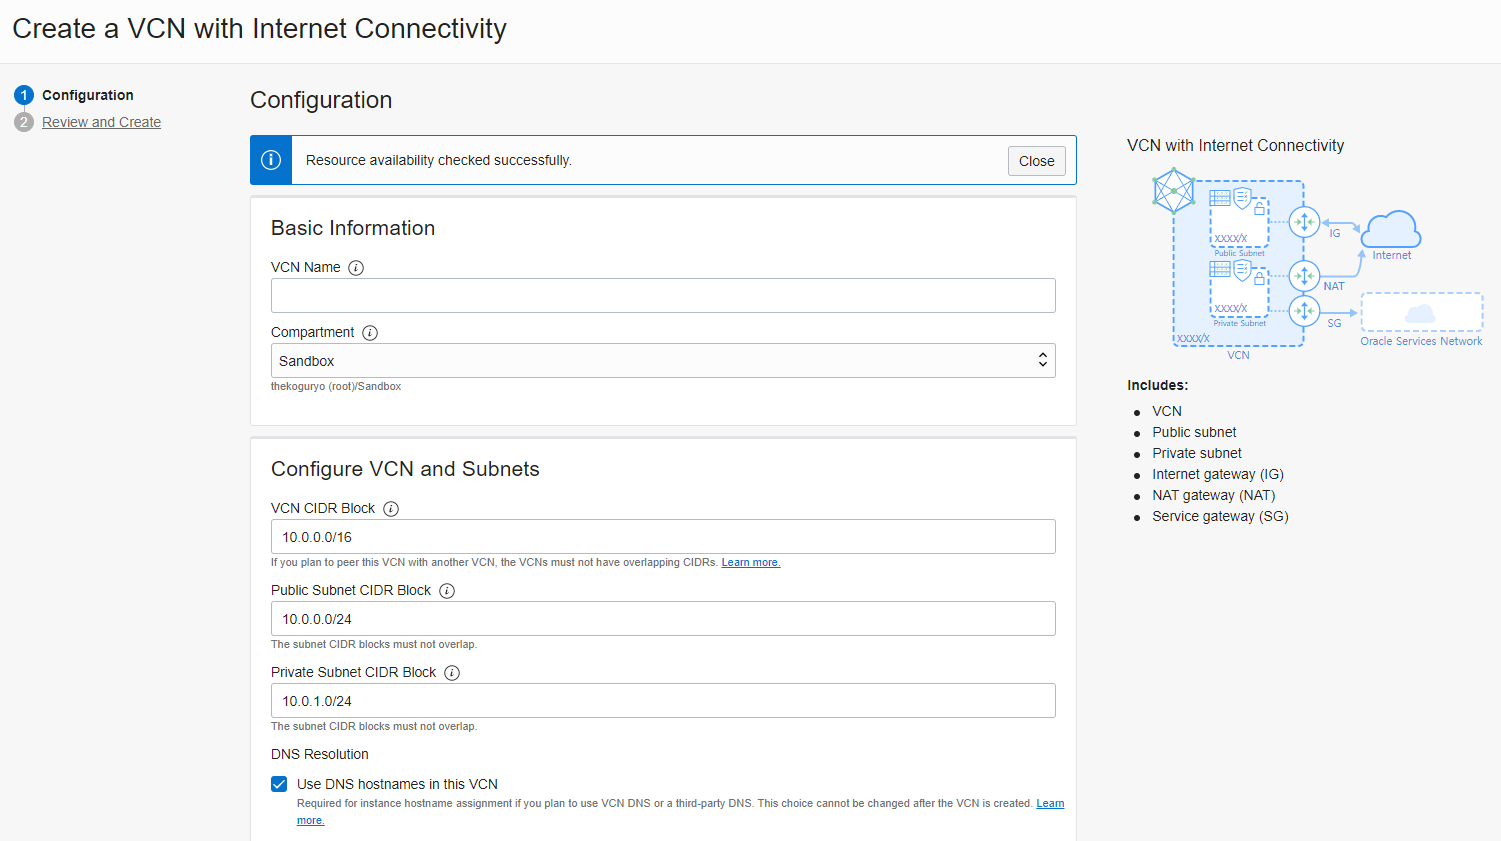 Create a VCN with Internet Connectivity
1 Configuration
2 Review and Create
Configuration
Resource availability checked successfully.
Close
Basic Information
VCN Name
Compartment
Sandbox
thekoguryo (root)/Sandbox
Configure VCN and Subnets
VCN CIDR Block
10.0.0.0/16
If you plan to peer this VCN with another VCN, the VCNs must not have overlapping CIDRs. Learn more.
Public Subnet CIDR Block
10.0.0.0/24
The subnet CIDR blocks must not overlap.
Private Subnet CIDR Block
10.0.1.0/24
The subnet CIDR blocks must not overlap.
DNS Resolution
Use DNS hostnames in this VCN
Required for instance hostname assignment if you plan to use VCN DNS or a third-party DNS. This choice cannot be changed after the VCN is created. Learn
more.
VCN with Internet Connectivity
XXXX/X
Public Subnet
IG
Internet
XXXX/X
Private Subnet
NAT
SG
XXXX/X
VCN
Oracle Services Network
Includes:
VCN
Public subnet
Private subnet
Internet gateway (IG)
NAT gateway (NAT)
Service gateway (SG)